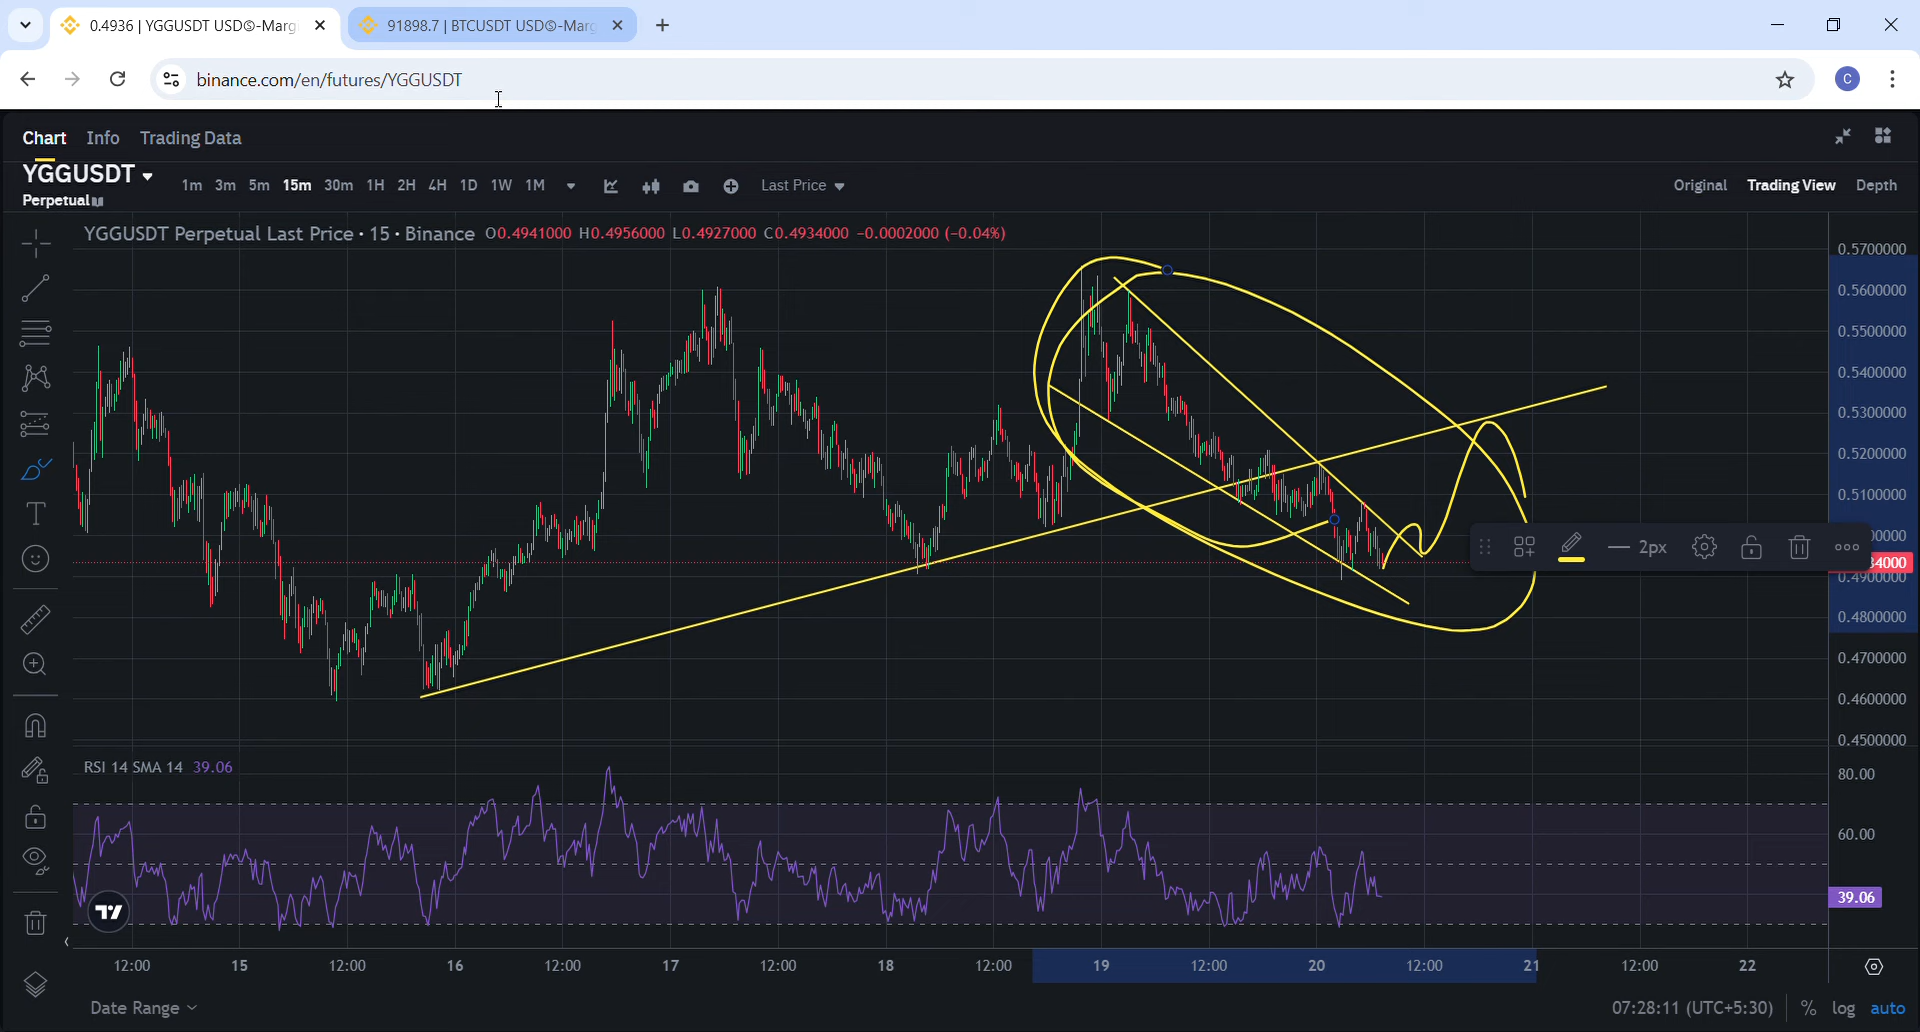 0.4936 | YGGUSDT USDⓈ-Marg
91898.7 | BTCUSDT USDⓈ-Marg
binance.com/en/futures/YGGUSDT
C
Chart Info Trading Data
YGGUSDT
Perpetual
1m 3m 5m 15m 30m 1H 2H 4H 1D 1W 1M Last Price
Original Trading View Depth
YGGUSDT Perpetual Last Price · 15 · Binance O0.4941000 H0.4956000 L0.4927000 C0.4934000 −0.0002000 (−0.04%)
0.5700000
0.5600000
0.5500000
0.5400000
0.5300000
0.5200000
0.5100000
2px
0.4900000
0.4800000
0.4700000
0.4600000
0.4500000
RSI 14 SMA 14 39.06
80.00
60.00
39.06
12:00 15 12:00 16 12:00 17 12:00 18 12:00 19 12:00 20 12:00 21 12:00 22
Date Range
07:28:11 (UTC+5:30) % log auto